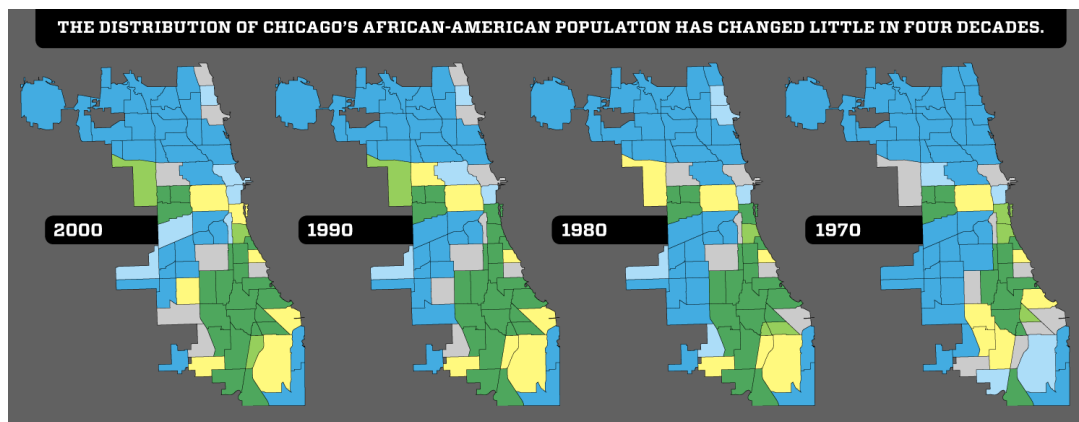 THE DISTRIBUTION OF CHICAGO'S AFRICAN-AMERICAN POPULATION HAS CHANGED LITTLE IN FOUR DECADES.
2000
1990
1980
1970